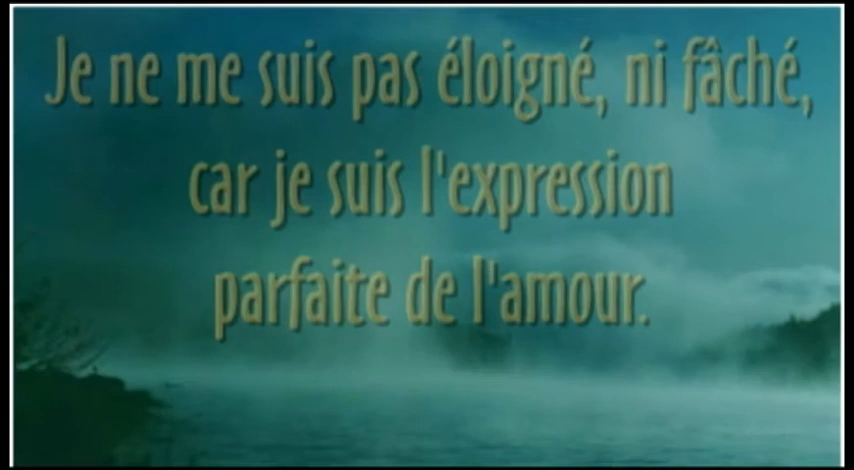 Je ne me suis pas éloigné, ni fâché,
car je suis l'expression
parfaite de l'amour.